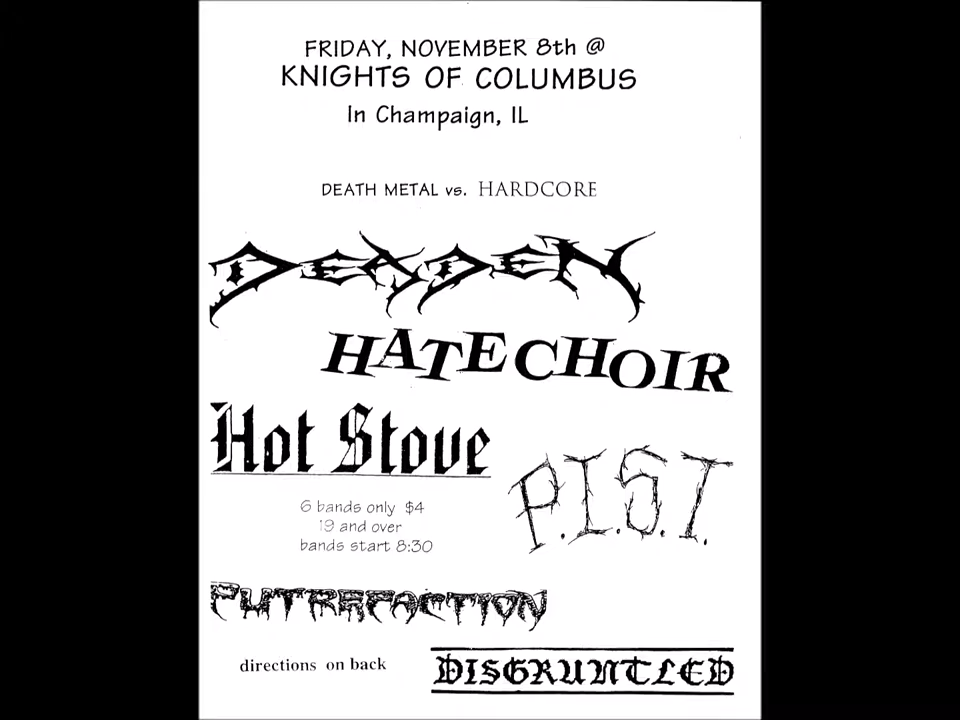 FRIDAY, NOVEMBER 8th @
KNIGHTS OF COLUMBUS
In Champaign, IL
DEATH METAL vs. HARDCORE
DEADEN
HATECHOIR
Hot Stove
P.I.S.T.
6 bands only $4
19 and over
bands start 8:30
PUTREFACTION
directions on back
DISGRUNTLED